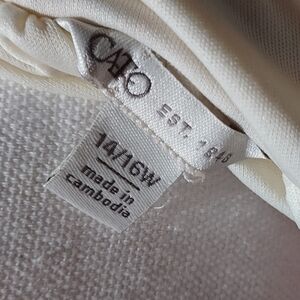 CATO
EST. 1946
14/16W
made in
cambodia